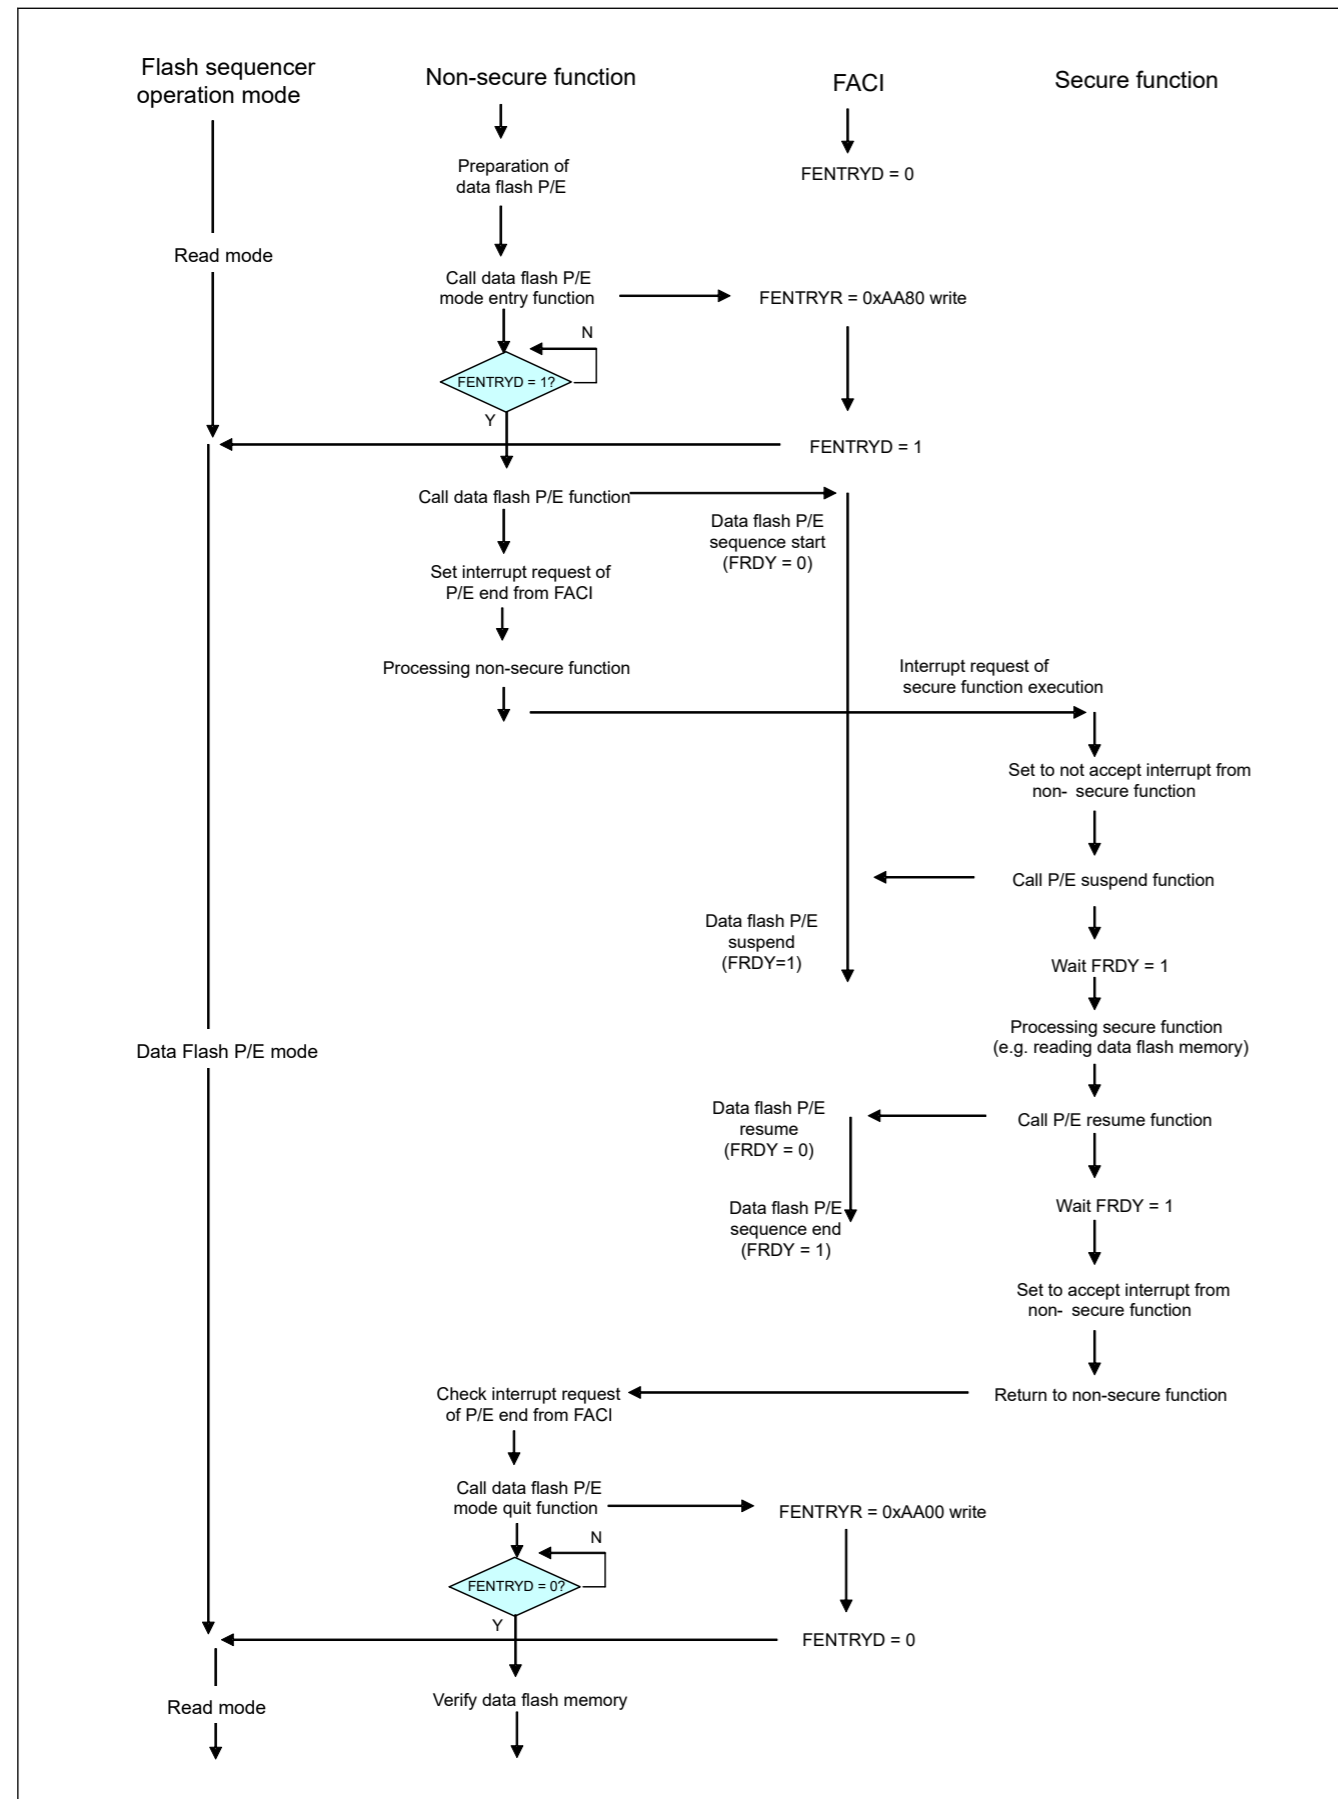 Flash sequencer
operation mode
Non-secure function
FACI
Secure function
Preparation of
data flash P/E
FENTRYD = 0
Read mode
Call data flash P/E
mode entry function
FENTRYR = 0xAA80 write
N
FENTRYD = 1?
Y
FENTRYD = 1
Call data flash P/E function
Data flash P/E
sequence start
(FRDY = 0)
Set interrupt request of
P/E end from FACI
Processing non-secure function
Interrupt request of
secure function execution
Set to not accept interrupt from
non- secure function
Call P/E suspend function
Data flash P/E
suspend
(FRDY=1)
Wait FRDY = 1
Processing secure function
(e.g. reading data flash memory)
Data Flash P/E mode
Data flash P/E
resume
(FRDY = 0)
Call P/E resume function
Wait FRDY = 1
Data flash P/E
sequence end
(FRDY = 1)
Set to accept interrupt from
non- secure function
Return to non-secure function
Check interrupt request
of P/E end from FACI
Call data flash P/E
mode quit function
FENTRYR = 0xAA00 write
N
FENTRYD = 0?
Y
FENTRYD = 0
Read mode
Verify data flash memory